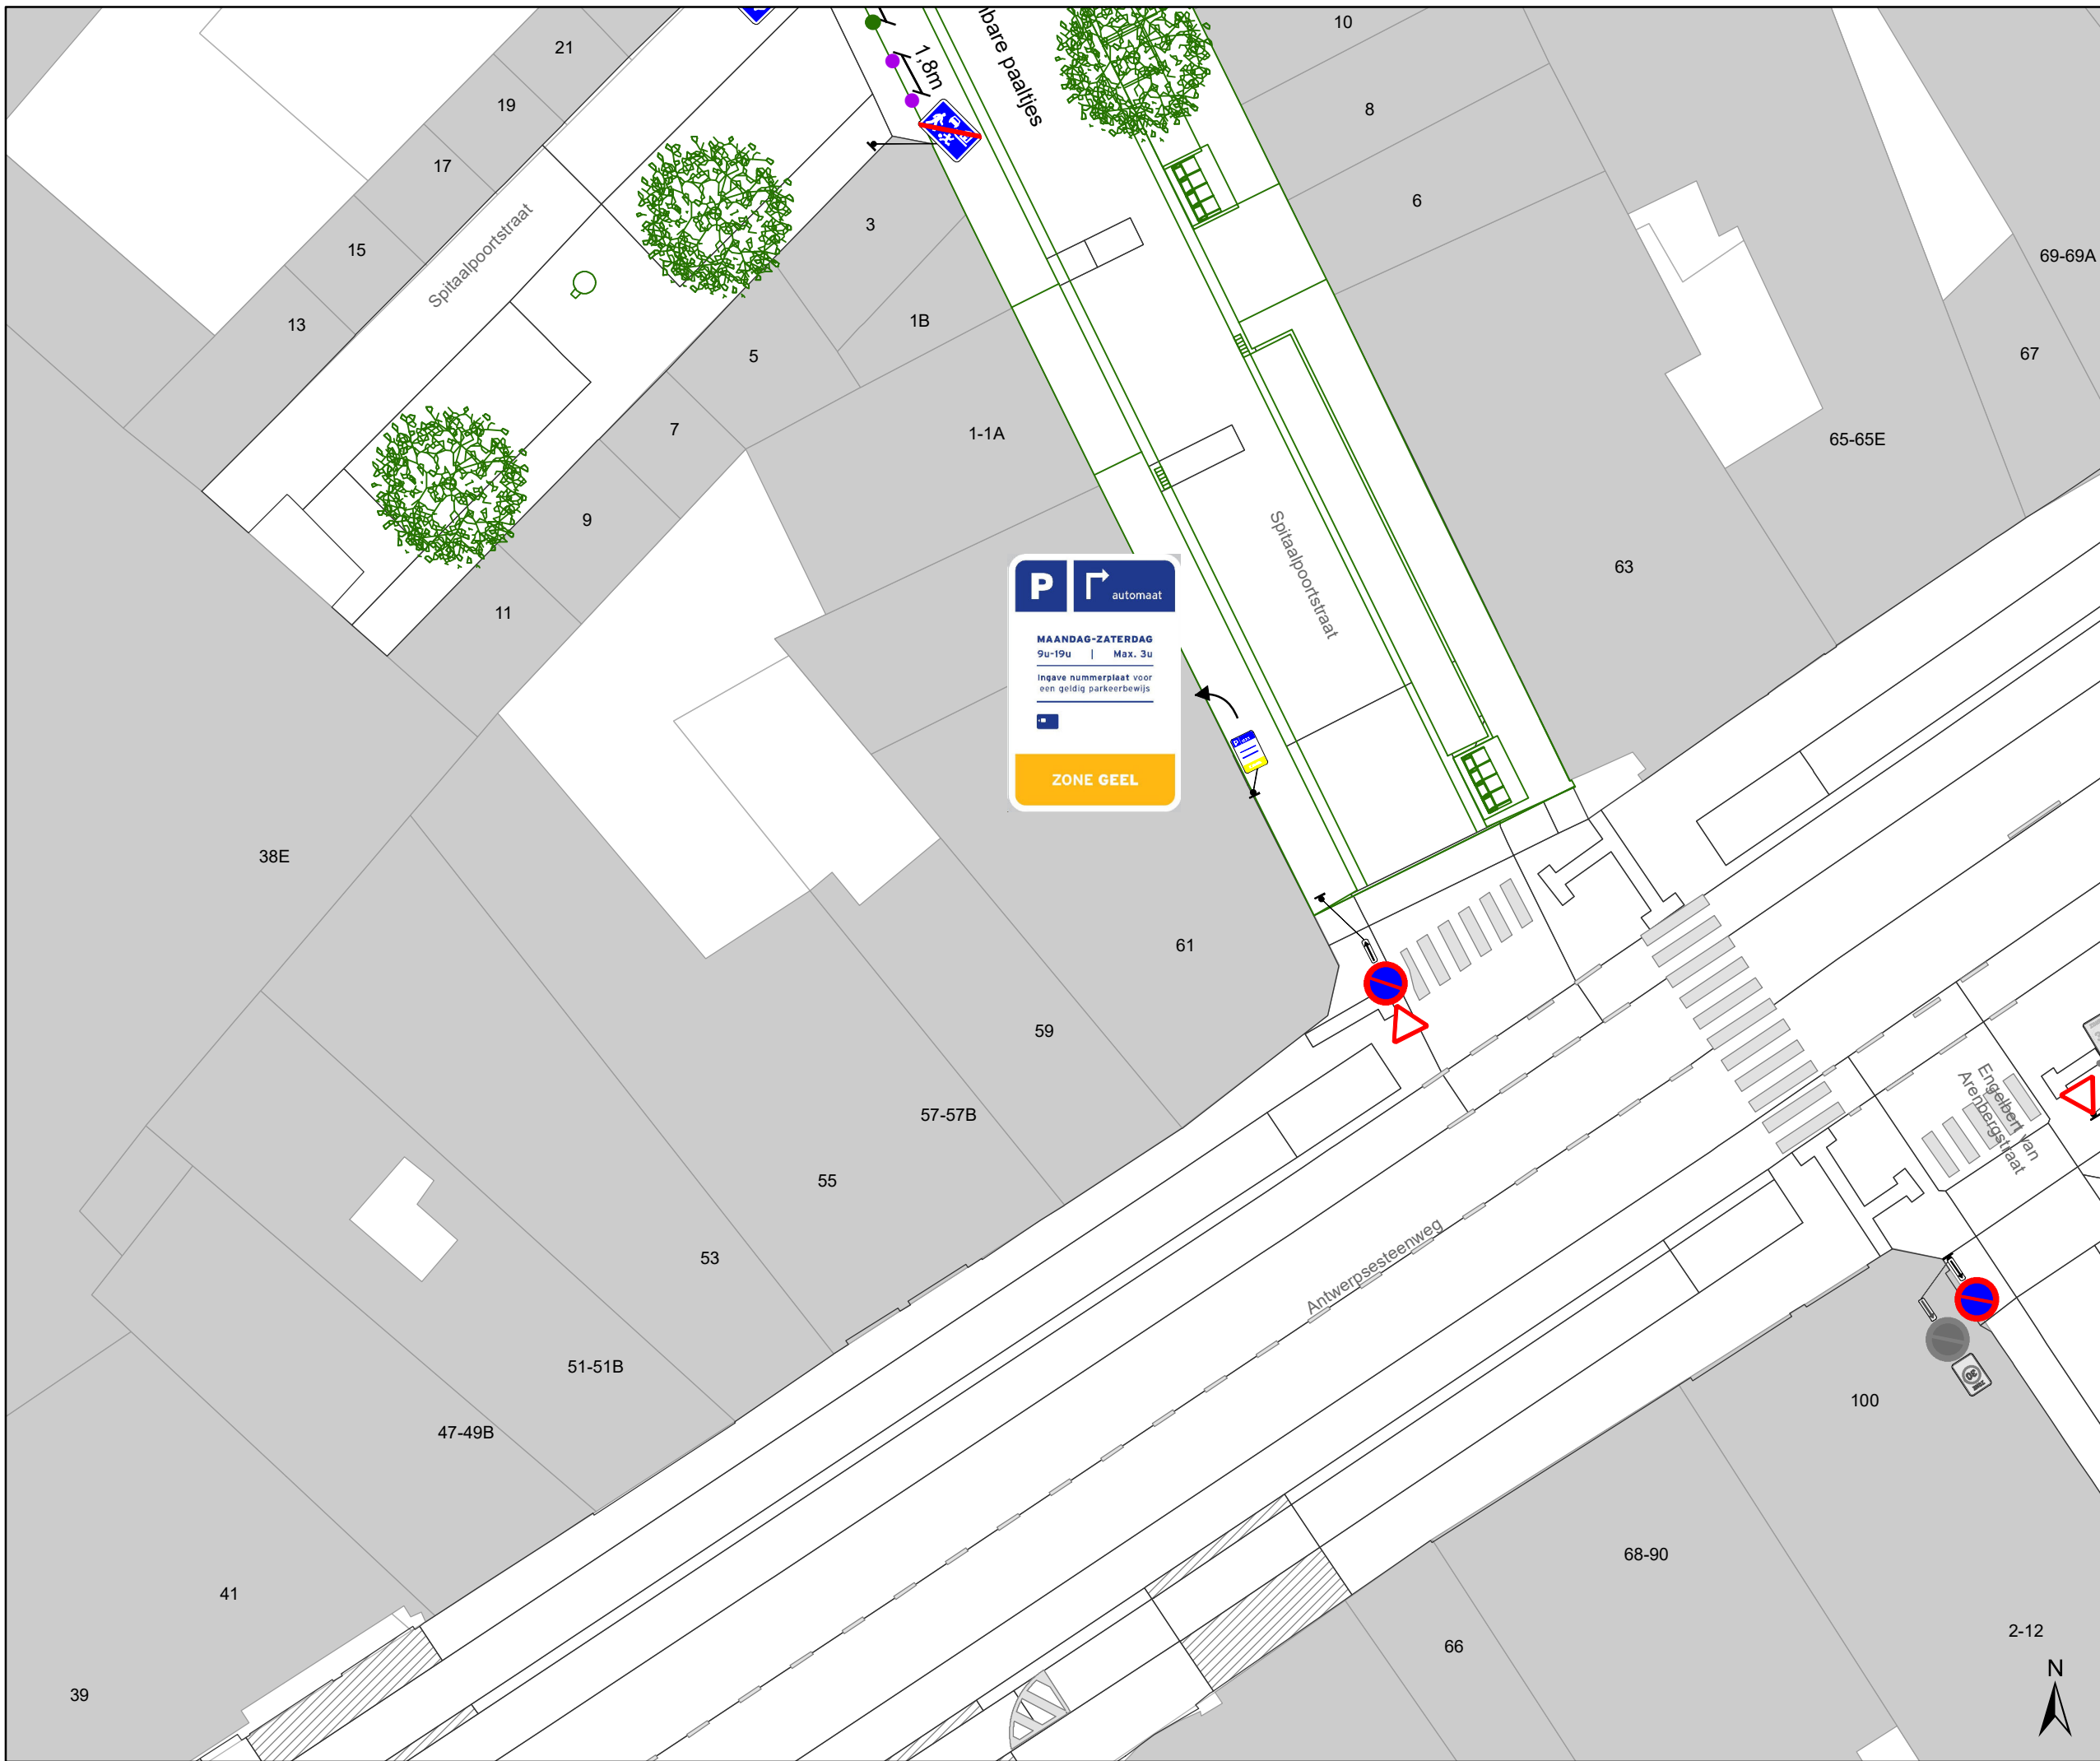 10
21
1,8m
paaltjes
19
8
17
6
3
Spitaalpoortstraat
15
69-69A
13
1B
5
67
7
1-1A
65-65E
9
Spitaalpoortstraat
63
11
P automaat
MAANDAG-ZATERDAG
9u-19u | Max. 3u
Ingave nummerplaat voor
een geldig parkeerbewijs
ZONE GEEL
38E
61
59
Engelbert van
Arenbergstraat
57-57B
55
53
Antwerpsesteenweg
51-51B
30
100
47-49B
68-90
41
2-12
66
39
N